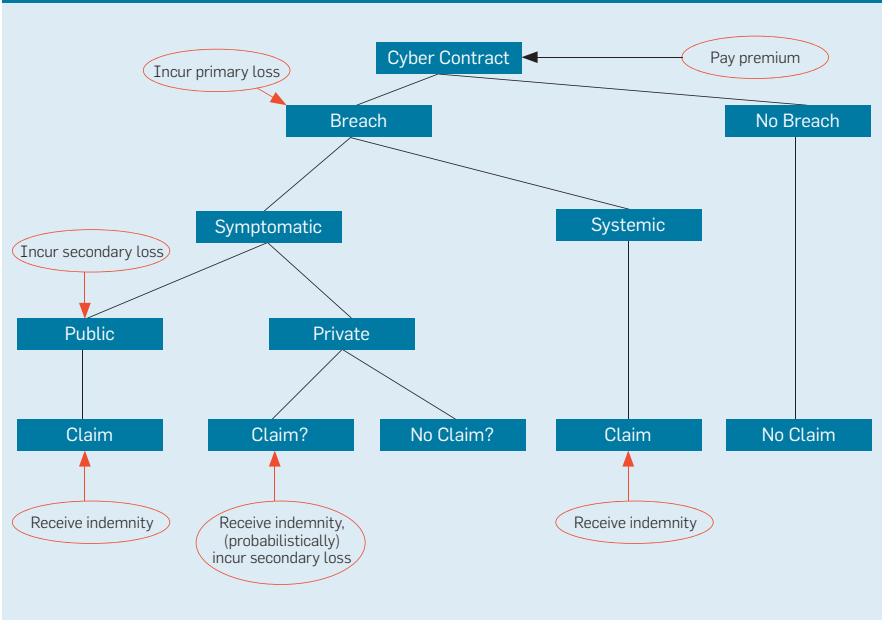 Cyber Contract
Pay premium
Incur primary loss
Breach
No Breach
Symptomatic
Systemic
Incur secondary loss
Public
Private
Claim
Claim?
No Claim?
Claim
No Claim
Receive indemnity
Receive indemnity,
(probabilistically)
incur secondary loss
Receive indemnity